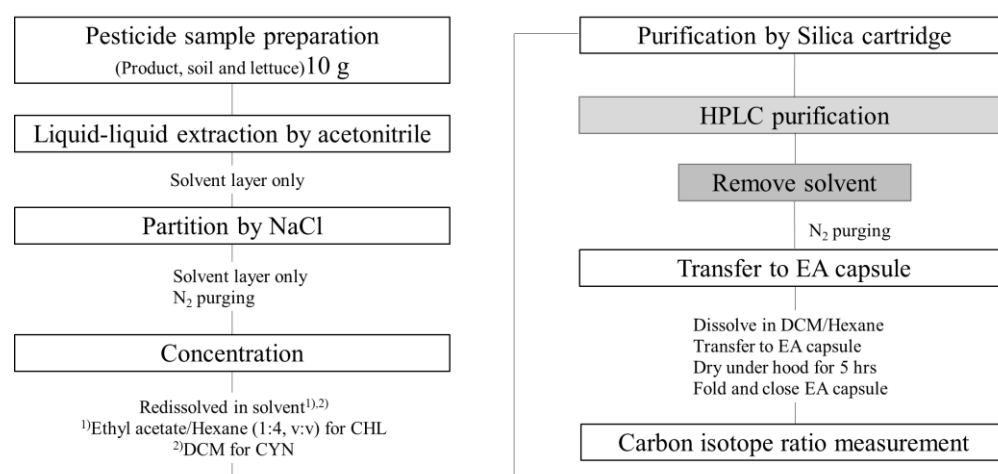 Pesticide sample preparation
(Product, soil and lettuce)10 g
Liquid-liquid extraction by acetonitrile
Solvent layer only
Partition by NaCl
Solvent layer only
N₂ purging
Concentration
Redissolved in solvent¹⁾,²⁾
¹⁾Ethyl acetate/Hexane (1:4, v:v) for CHL
²⁾DCM for CYN
Purification by Silica cartridge
HPLC purification
Remove solvent
N₂ purging
Transfer to EA capsule
Dissolve in DCM/Hexane
Transfer to EA capsule
Dry under hood for 5 hrs
Fold and close EA capsule
Carbon isotope ratio measurement